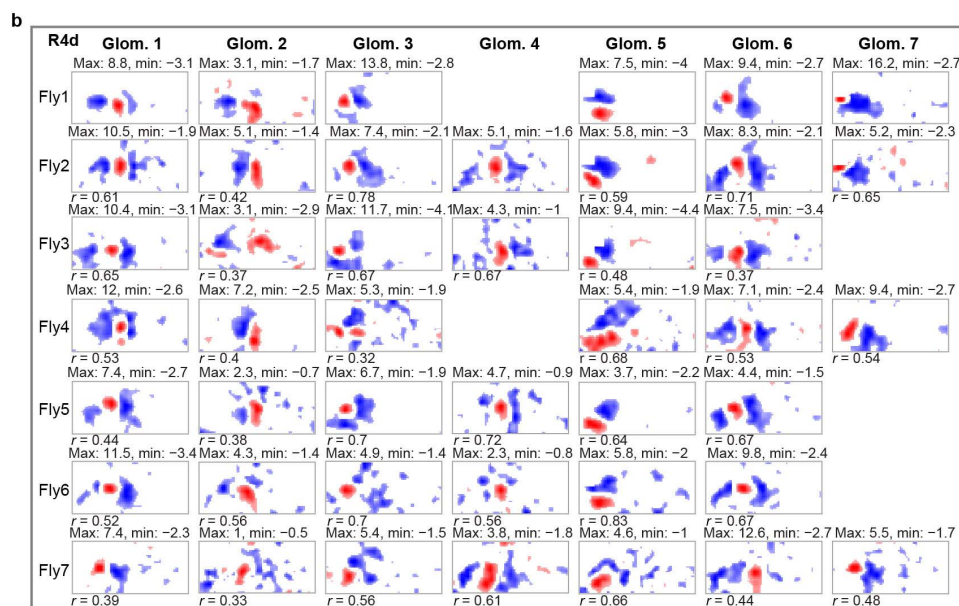 b
R4d Glom. 1 Glom. 2 Glom. 3 Glom. 4 Glom. 5 Glom. 6 Glom. 7
Max: 8.8, min: −3.1 Max: 3.1, min: −1.7 Max: 13.8, min: −2.8 Max: 7.5, min: −4 Max: 9.4, min: −2.7 Max: 16.2, min: −2.7
Fly1
Max: 10.5, min: −1.9 Max: 5.1, min: −1.4 Max: 7.4, min: −2.1 Max: 5.1, min: −1.6 Max: 5.8, min: −3 Max: 8.3, min: −2.1 Max: 5.2, min: −2.3
Fly2
r = 0.61 r = 0.42 r = 0.78 r = 0.59 r = 0.71 r = 0.65
Max: 10.4, min: −3.1 Max: 3.1, min: −2.9 Max: 11.7, min: −4.1 Max: 4.3, min: −1 Max: 9.4, min: −4.4 Max: 7.5, min: −3.4
Fly3
r = 0.65 r = 0.37 r = 0.67 r = 0.67 r = 0.48 r = 0.37
Max: 12, min: −2.6 Max: 7.2, min: −2.5 Max: 5.3, min: −1.9 Max: 5.4, min: −1.9 Max: 7.1, min: −2.4 Max: 9.4, min: −2.7
Fly4
r = 0.53 r = 0.4 r = 0.32 r = 0.68 r = 0.53 r = 0.54
Max: 7.4, min: −2.7 Max: 2.3, min: −0.7 Max: 6.7, min: −1.9 Max: 4.7, min: −0.9 Max: 3.7, min: −2.2 Max: 4.4, min: −1.5
Fly5
r = 0.44 r = 0.38 r = 0.7 r = 0.72 r = 0.64 r = 0.67
Max: 11.5, min: −3.4 Max: 4.3, min: −1.4 Max: 4.9, min: −1.4 Max: 2.3, min: −0.8 Max: 5.8, min: −2 Max: 9.8, min: −2.4
Fly6
r = 0.52 r = 0.56 r = 0.7 r = 0.56 r = 0.83 r = 0.67
Max: 7.4, min: −2.3 Max: 1, min: −0.5 Max: 5.4, min: −1.5 Max: 3.8, min: −1.8 Max: 4.6, min: −1 Max: 12.6, min: −2.7 Max: 5.5, min: −1.7
Fly7
r = 0.39 r = 0.33 r = 0.56 r = 0.61 r = 0.66 r = 0.44 r = 0.48